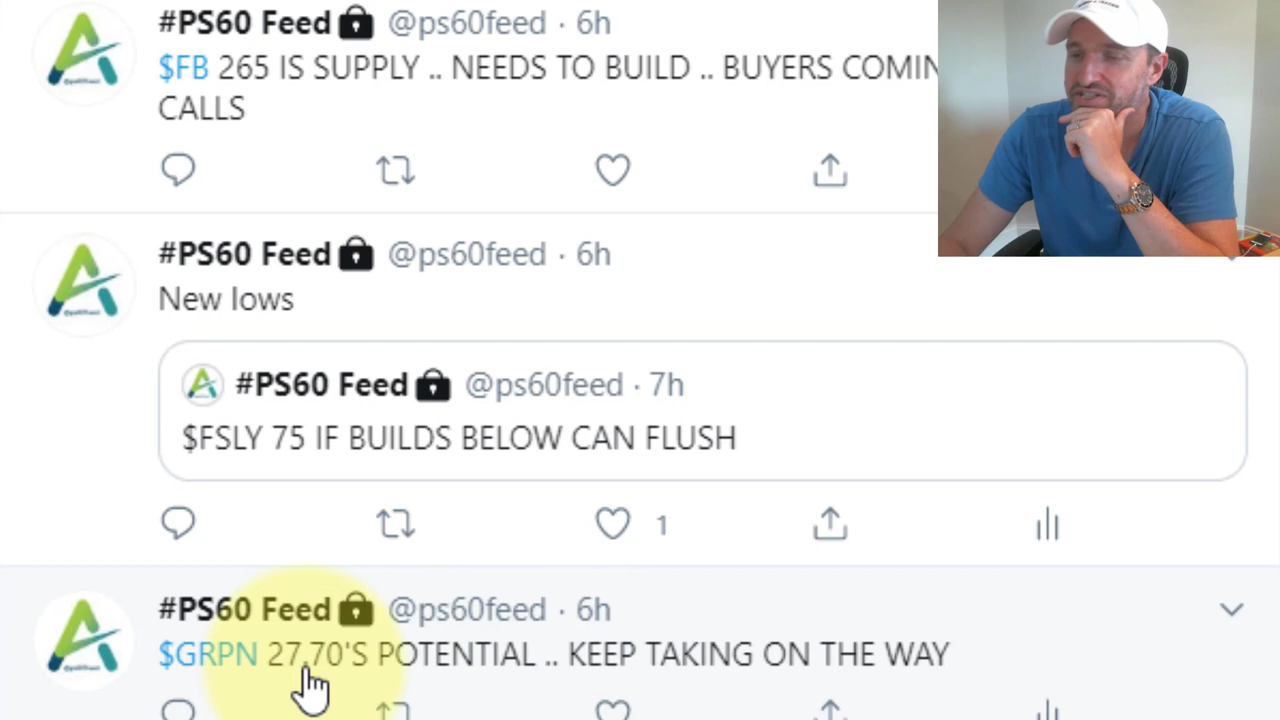 #PS60 Feed @ps60feed · 6h
$FB 265 IS SUPPLY .. NEEDS TO BUILD .. BUYERS
CALLS
#PS60 Feed @ps60feed · 6h
New lows
#PS60 Feed @ps60feed · 7h
$FSLY 75 IF BUILDS BELOW CAN FLUSH
1
#PS60 Feed @ps60feed · 6h
$GRPN 27.70'S POTENTIAL .. KEEP TAKING ON THE WAY